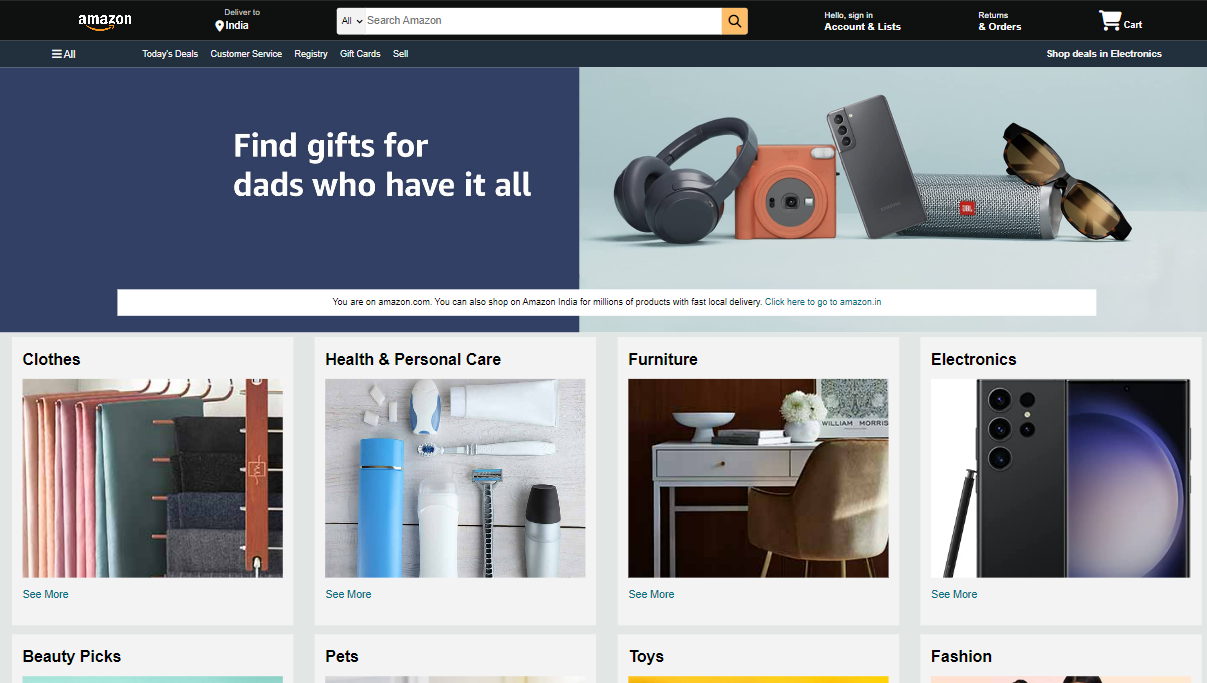 amazon
Deliver to
India
All
Search Amazon
Hello, sign in
Account & Lists
Returns
& Orders
Cart
All
Today's Deals
Customer Service
Registry
Gift Cards
Sell
Shop deals in Electronics
Find gifts for
dads who have it all
SAMSUNG
JBL
You are on amazon.com. You can also shop on Amazon India for millions of products with fast local delivery. Click here to go to amazon.in
Clothes
Health & Personal Care
Furniture
Electronics
WILLIAM MORRIS
See More
See More
See More
See More
Beauty Picks
Pets
Toys
Fashion